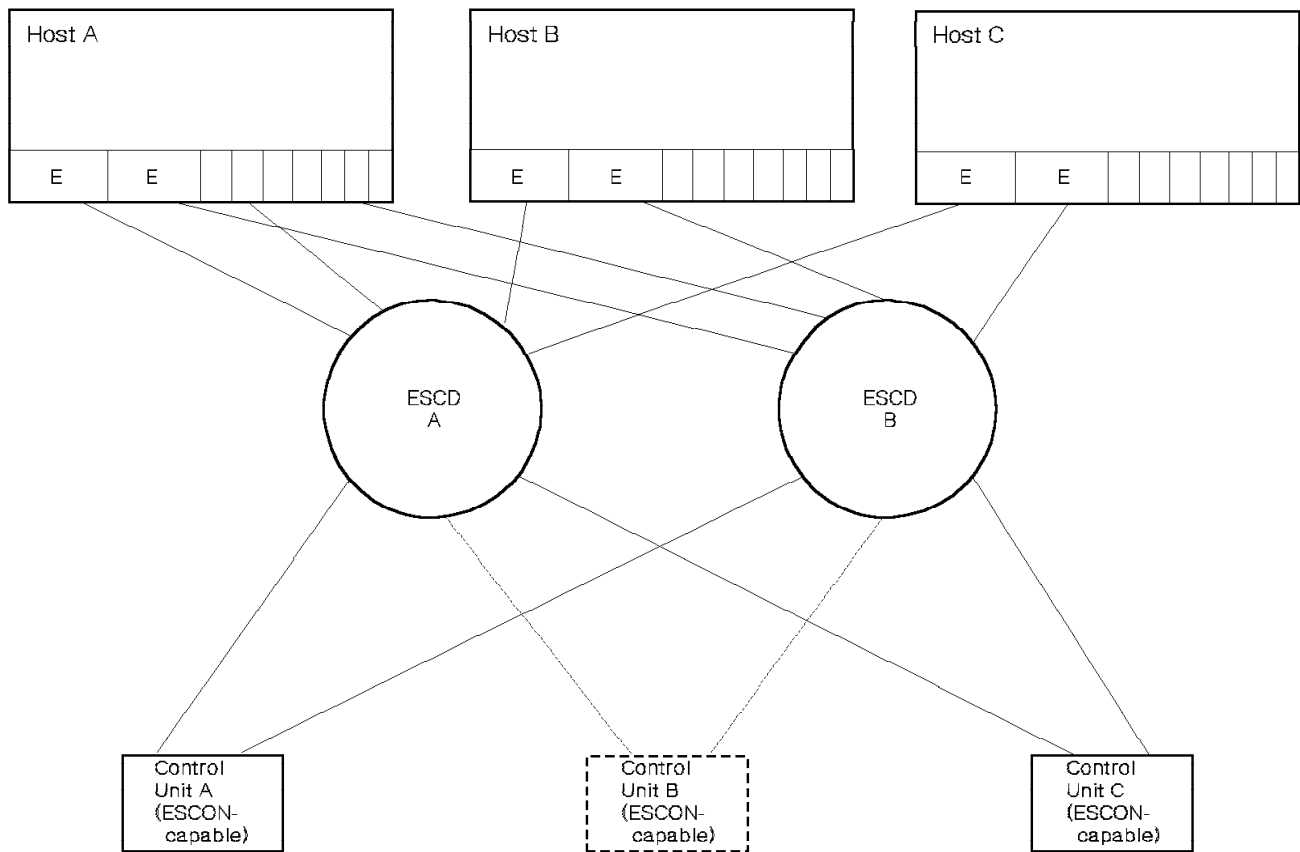 Host A
Host B
Host C
E
E
E
E
E
E
ESCD
A
ESCD
B
Control
Unit A
(ESCON-
capable)
Control
Unit B
(ESCON-
capable)
Control
Unit C
(ESCON-
capable)